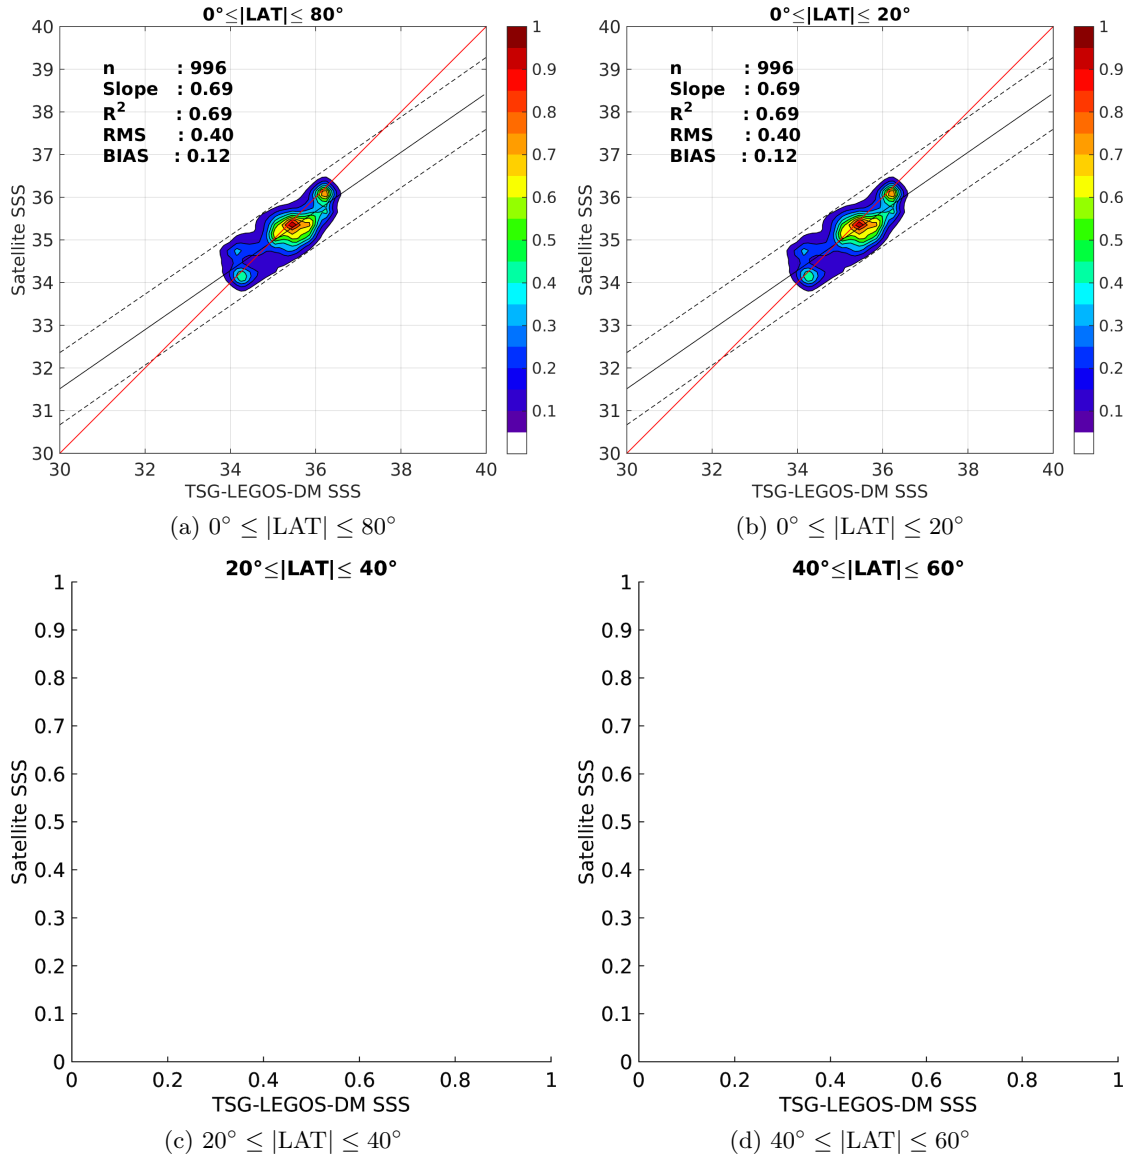 0°≤|LAT|≤ 80°
40
39
38
37
36
35
34
33
32
31
30
Satellite SSS
n : 996
Slope : 0.69
R² : 0.69
RMS : 0.40
BIAS : 0.12
30 32 34 36 38 40
TSG-LEGOS-DM SSS
1
0.9
0.8
0.7
0.6
0.5
0.4
0.3
0.2
0.1
(a) 0° ≤ |LAT| ≤ 80°
0°≤|LAT|≤ 20°
40
39
38
37
36
35
34
33
32
31
30
Satellite SSS
n : 996
Slope : 0.69
R² : 0.69
RMS : 0.40
BIAS : 0.12
30 32 34 36 38 40
TSG-LEGOS-DM SSS
1
0.9
0.8
0.7
0.6
0.5
0.4
0.3
0.2
0.1
(b) 0° ≤ |LAT| ≤ 20°
20°≤|LAT|≤ 40°
1
0.9
0.8
0.7
0.6
0.5
0.4
0.3
0.2
0.1
0
Satellite SSS
0 0.2 0.4 0.6 0.8 1
TSG-LEGOS-DM SSS
(c) 20° ≤ |LAT| ≤ 40°
40°≤|LAT|≤ 60°
1
0.9
0.8
0.7
0.6
0.5
0.4
0.3
0.2
0.1
0
Satellite SSS
0 0.2 0.4 0.6 0.8 1
TSG-LEGOS-DM SSS
(d) 40° ≤ |LAT| ≤ 60°